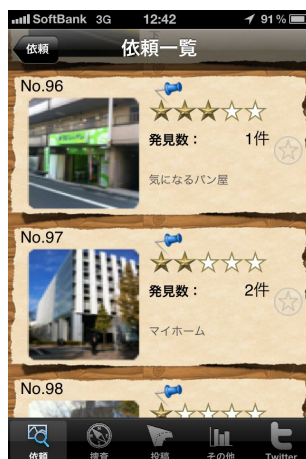 SoftBank 3G 12:42 91%
依頼 依頼一覧
No.96
発見数： 1件
気になるパン屋
No.97
発見数： 2件
マイホーム
No.98
依頼 捜査 投稿 その他 Twitter